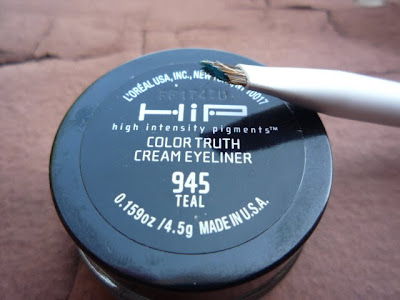 L'ORÉAL USA, INC., NEW YORK, NY 10017
HiP
high intensity pigments™
COLOR TRUTH
CREAM EYELINER
945
TEAL
0.159oz / 4.5g MADE IN U.S.A.